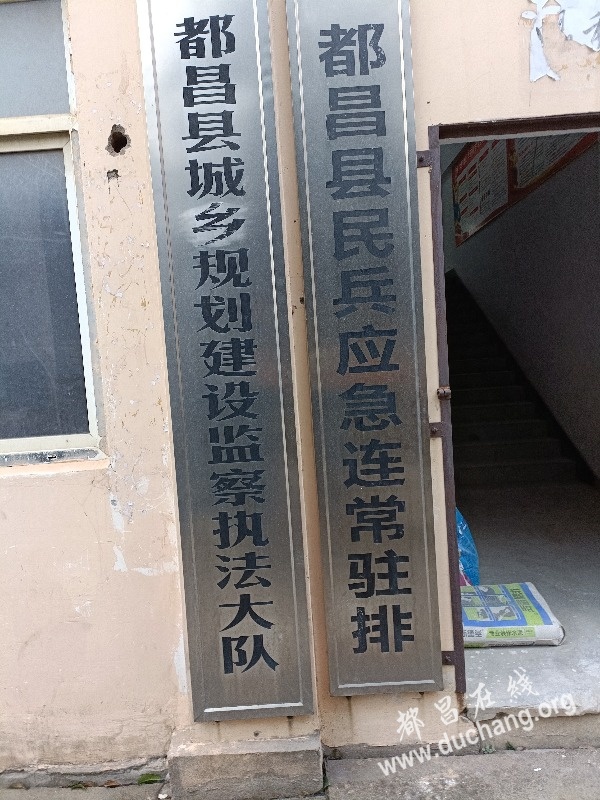 都昌县城乡规划建设监察执法大队
都昌县民兵应急连常驻排
都昌在线
www.duchang.org